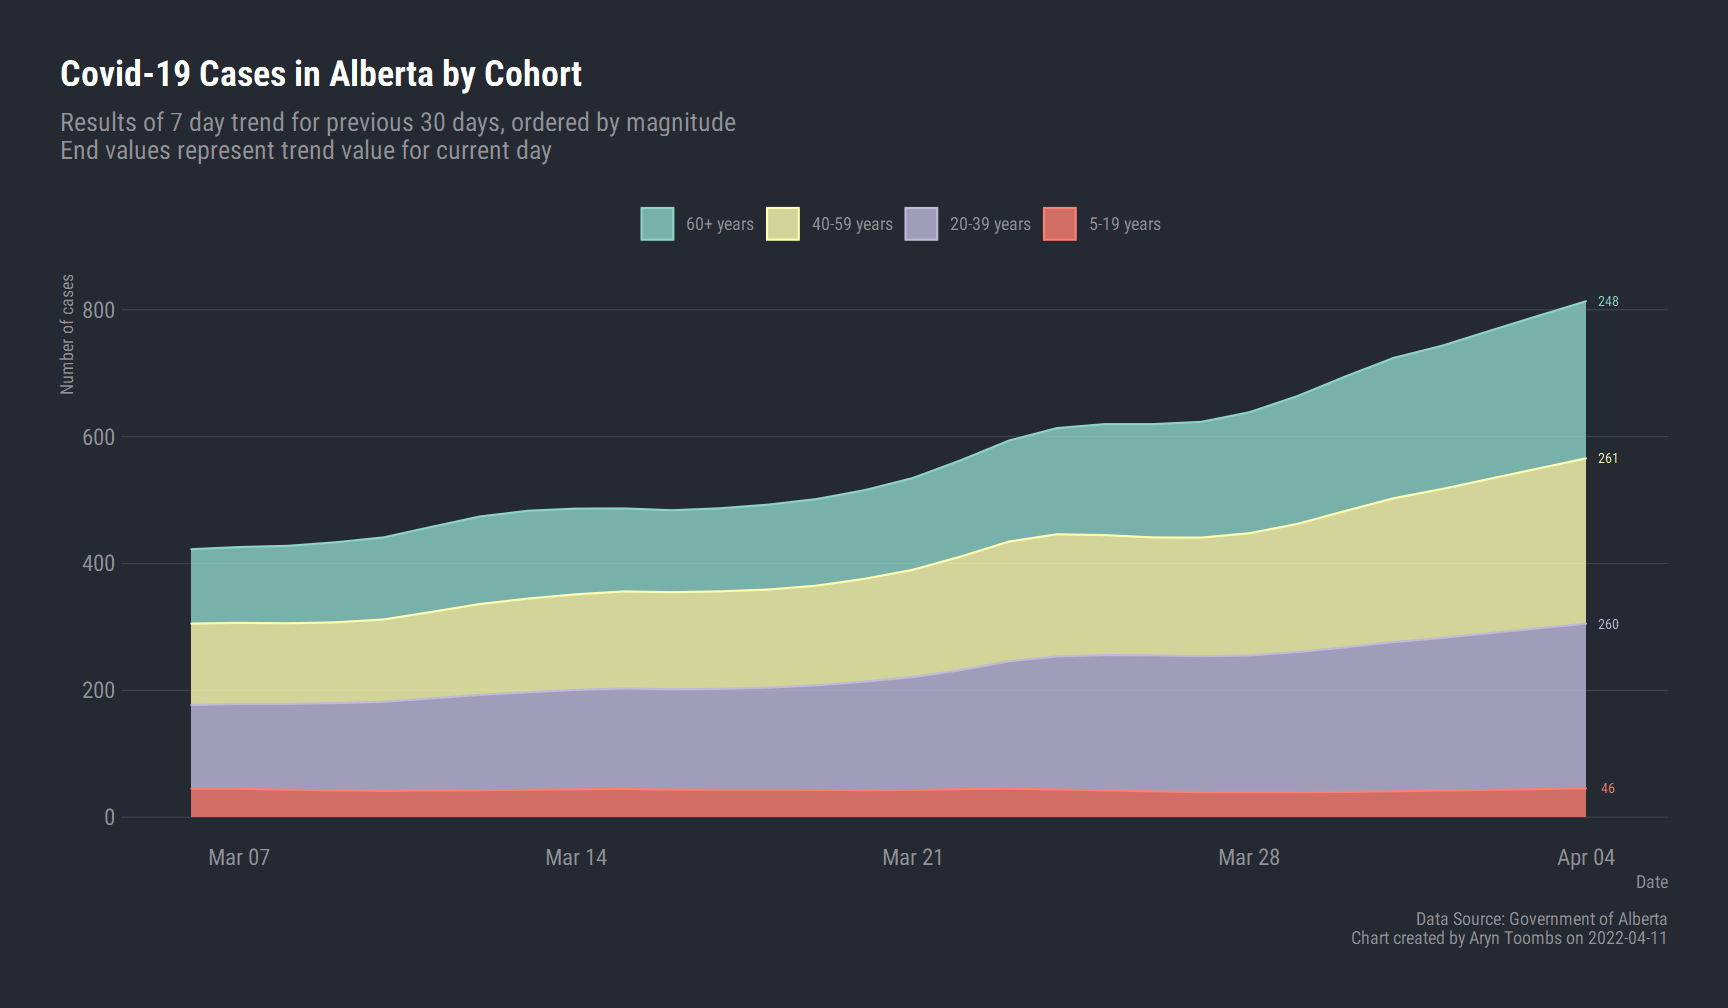 Covid-19 Cases in Alberta by Cohort
Results of 7 day trend for previous 30 days, ordered by magnitude
End values represent trend value for current day
60+ years
40-59 years
20-39 years
5-19 years
Number of cases
800
600
400
200
0
248
261
260
46
Mar 07
Mar 14
Mar 21
Mar 28
Apr 04
Date
Data Source: Government of Alberta
Chart created by Aryn Toombs on 2022-04-11